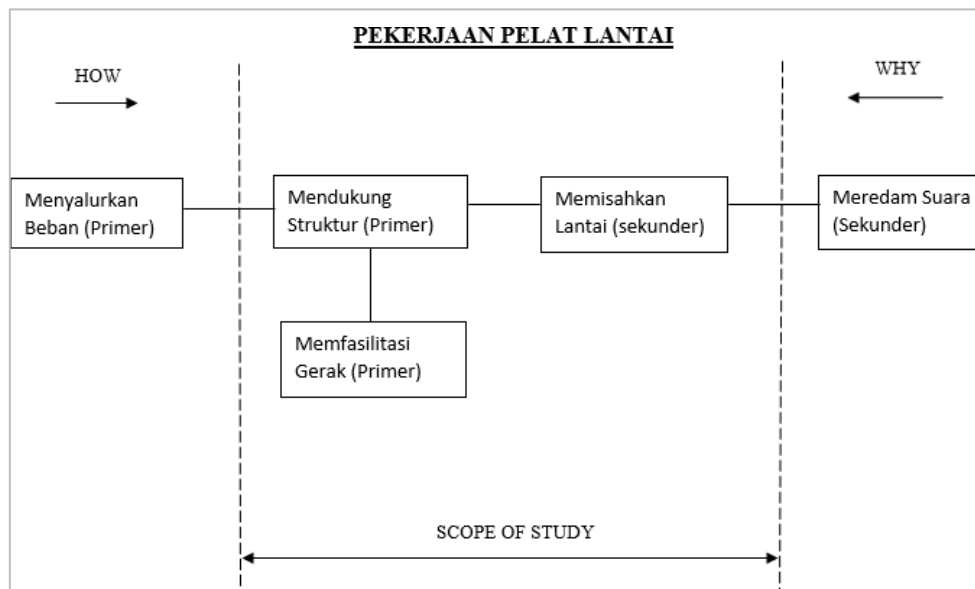 PEKERJAAN PELAT LANTAI
HOW
WHY
Menyalurkan
Beban (Primer)
Mendukung
Struktur (Primer)
Memisahkan
Lantai (sekunder)
Meredam Suara
(Sekunder)
Memfasilitasi
Gerak (Primer)
SCOPE OF STUDY